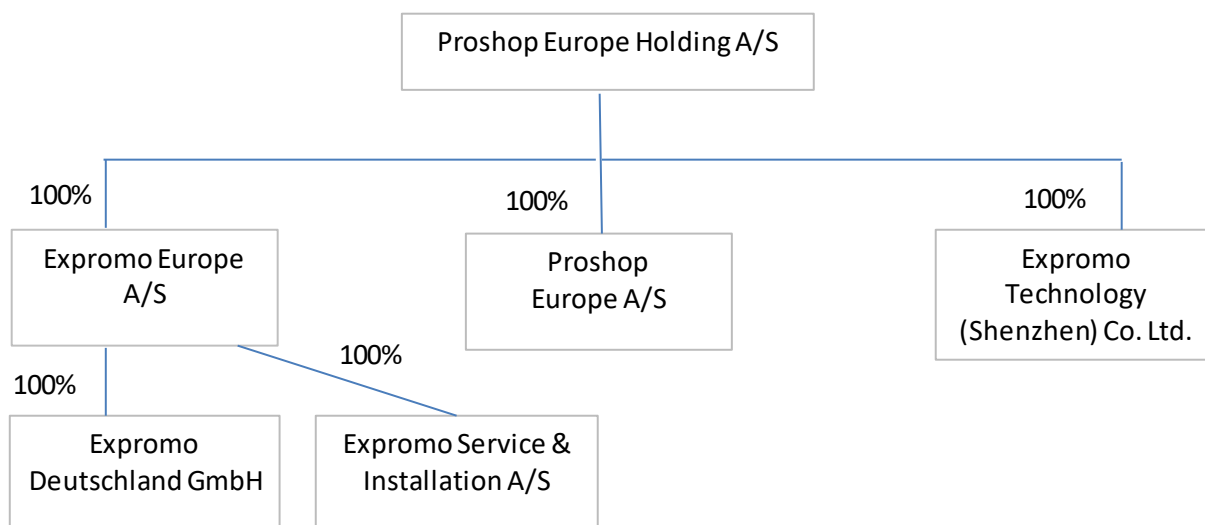 Proshop Europe Holding A/S
100%
100%
100%
Expromo Europe
A/S
Proshop
Europe A/S
Expromo
Technology
(Shenzhen) Co. Ltd.
100%
100%
Expromo
Deutschland GmbH
Expromo Service &
Installation A/S